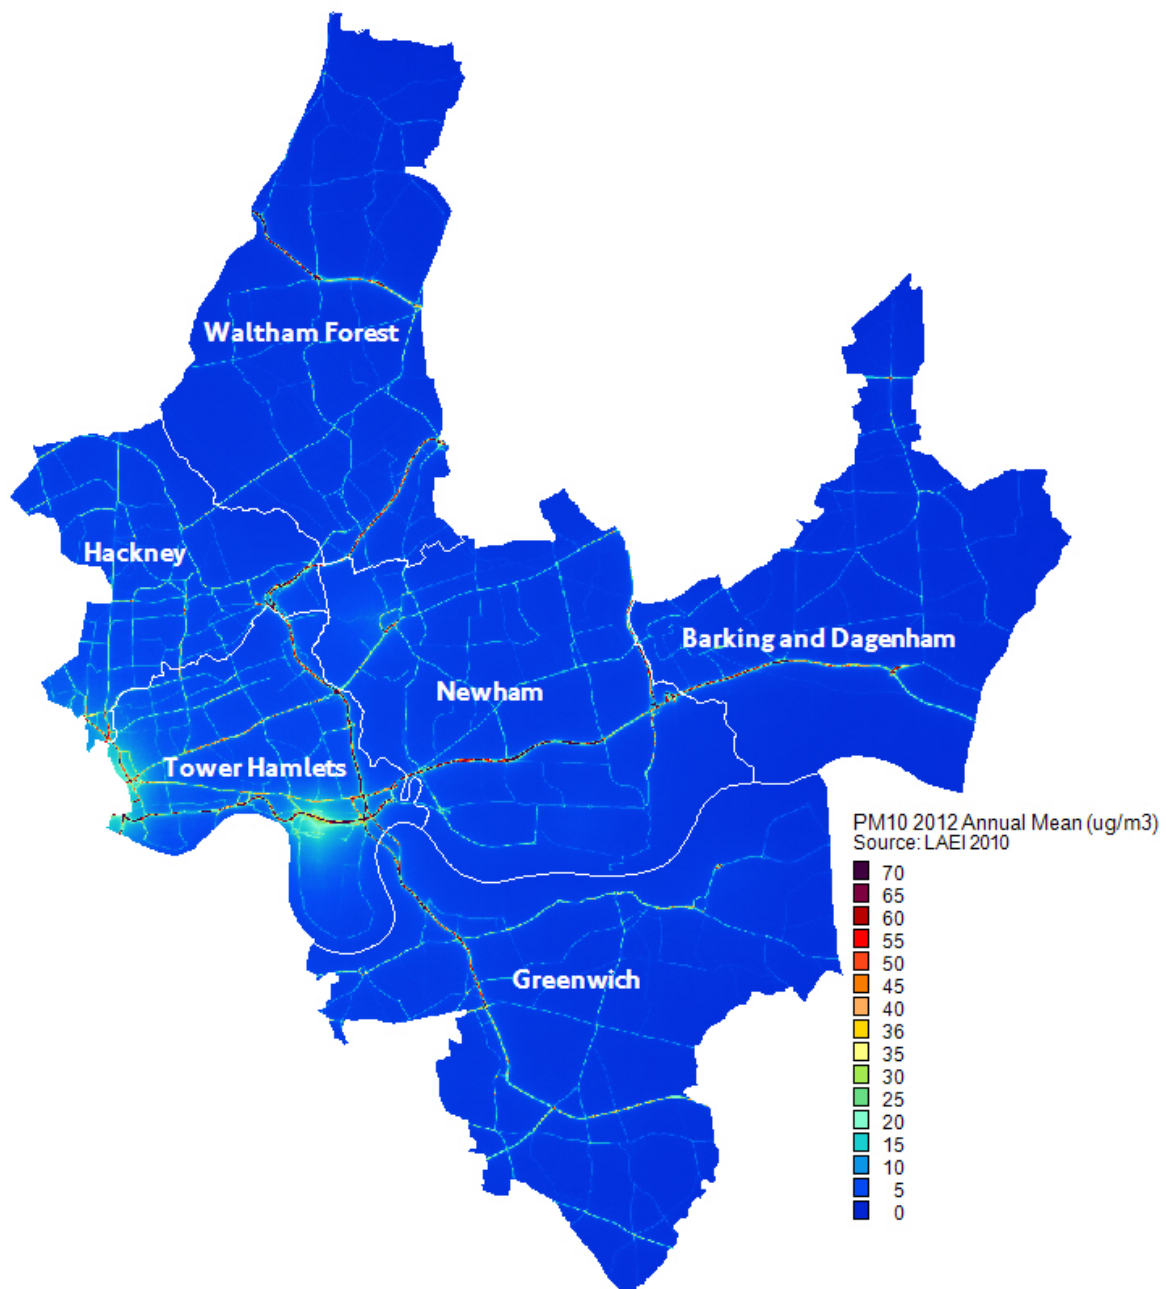 Waltham Forest
Hackney
Barking and Dagenham
Newham
Tower Hamlets
Greenwich
PM10 2012 Annual Mean (ug/m3)
Source: LAEI 2010
70
65
60
55
50
45
40
36
35
30
25
20
15
10
5
0